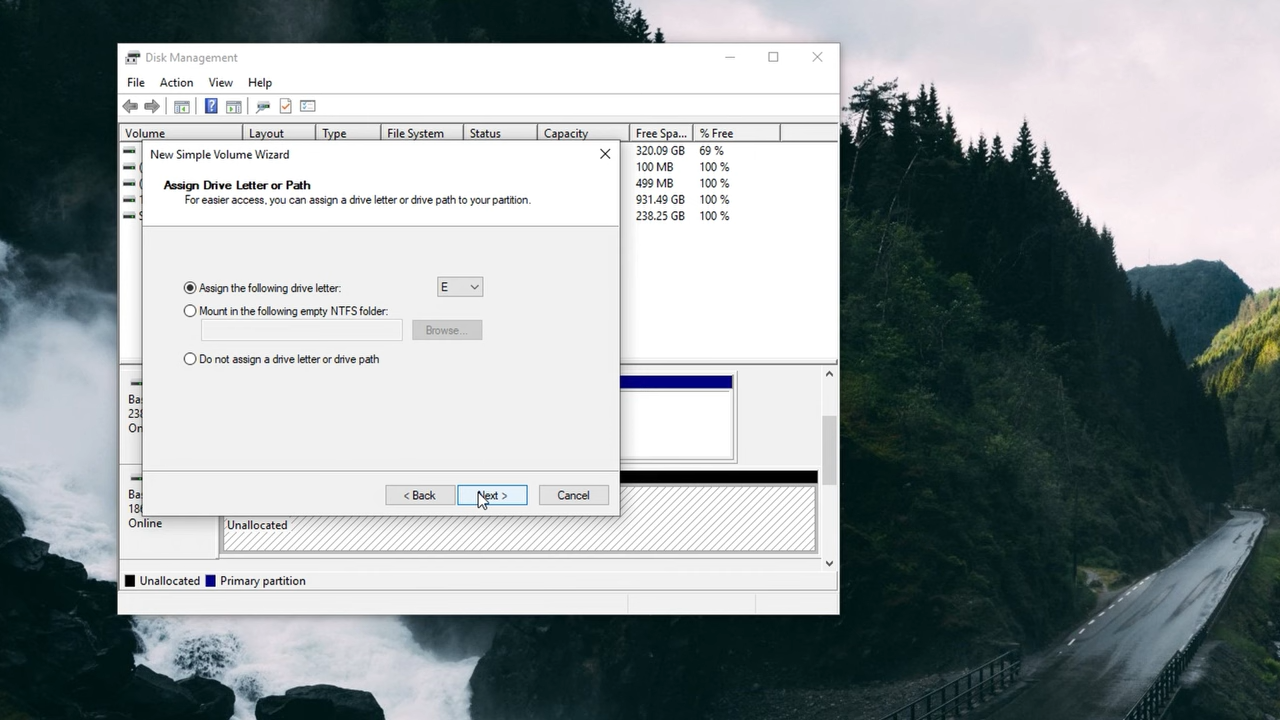 Disk Management
File Action View Help
Volume Layout Type File System Status Capacity Free Spa... % Free
320.09 GB 69 %
100 MB 100 %
499 MB 100 %
931.49 GB 100 %
238.25 GB 100 %
New Simple Volume Wizard
Assign Drive Letter or Path
For easier access, you can assign a drive letter or drive path to your partition.
Assign the following drive letter: E
Mount in the following empty NTFS folder:
Browse...
Do not assign a drive letter or drive path
< Back Next > Cancel
Ba
On
Ba
Online
Unallocated
Unallocated Primary partition